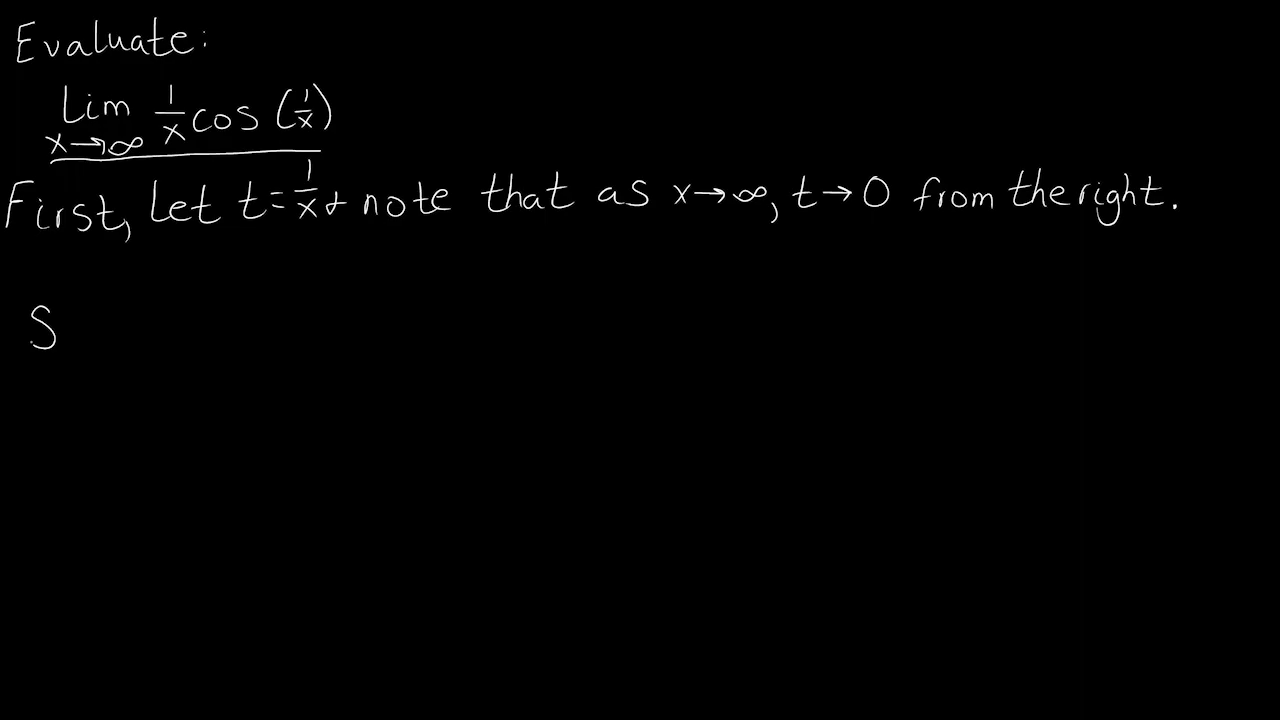 Evaluate:
Lim x→∞ 1/x cos (1/x)
First, let t = 1/x & note that as x→∞, t→0 from the right.
S